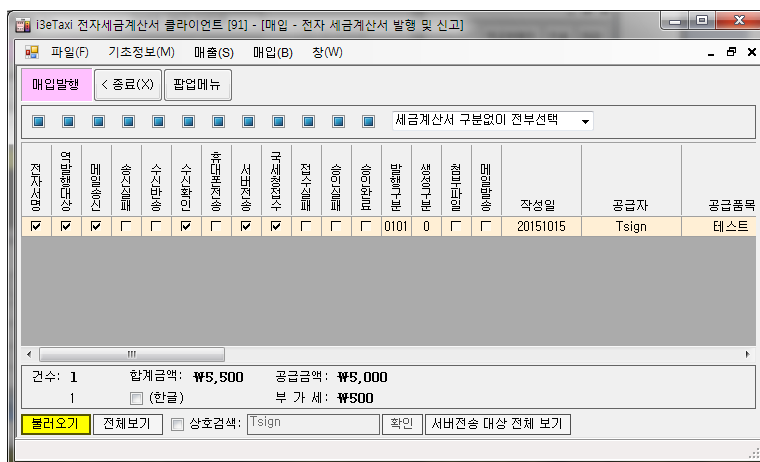 i3eTaxi 전자세금계산서 클라이언트 [91] - [매입 - 전자 세금계산서 발행 및 신고]
파일(F) 기초정보(M) 매출(S) 매입(B) 창(W)
매입발행 < 종료(X) 팝업메뉴
세금계산서 구분없이 전부선택
전자서명 역발행대상 메일송신 송신실패 수신반송 수신확인 휴대폰전송 서버전송 국세청접수 접수실패 승인실패 승인완료 발행구분 생성구분 첨부파일 메일발송 작성일 공급자 공급품목
0101 0 20151015 Tsign 테스트
건수: 1 합계금액: ₩5,500 공급금액: ₩5,000
1 (한글) 부 가 세: ₩500
불러오기 전체보기 상호검색: Tsign 확인 서버전송 대상 전체 보기